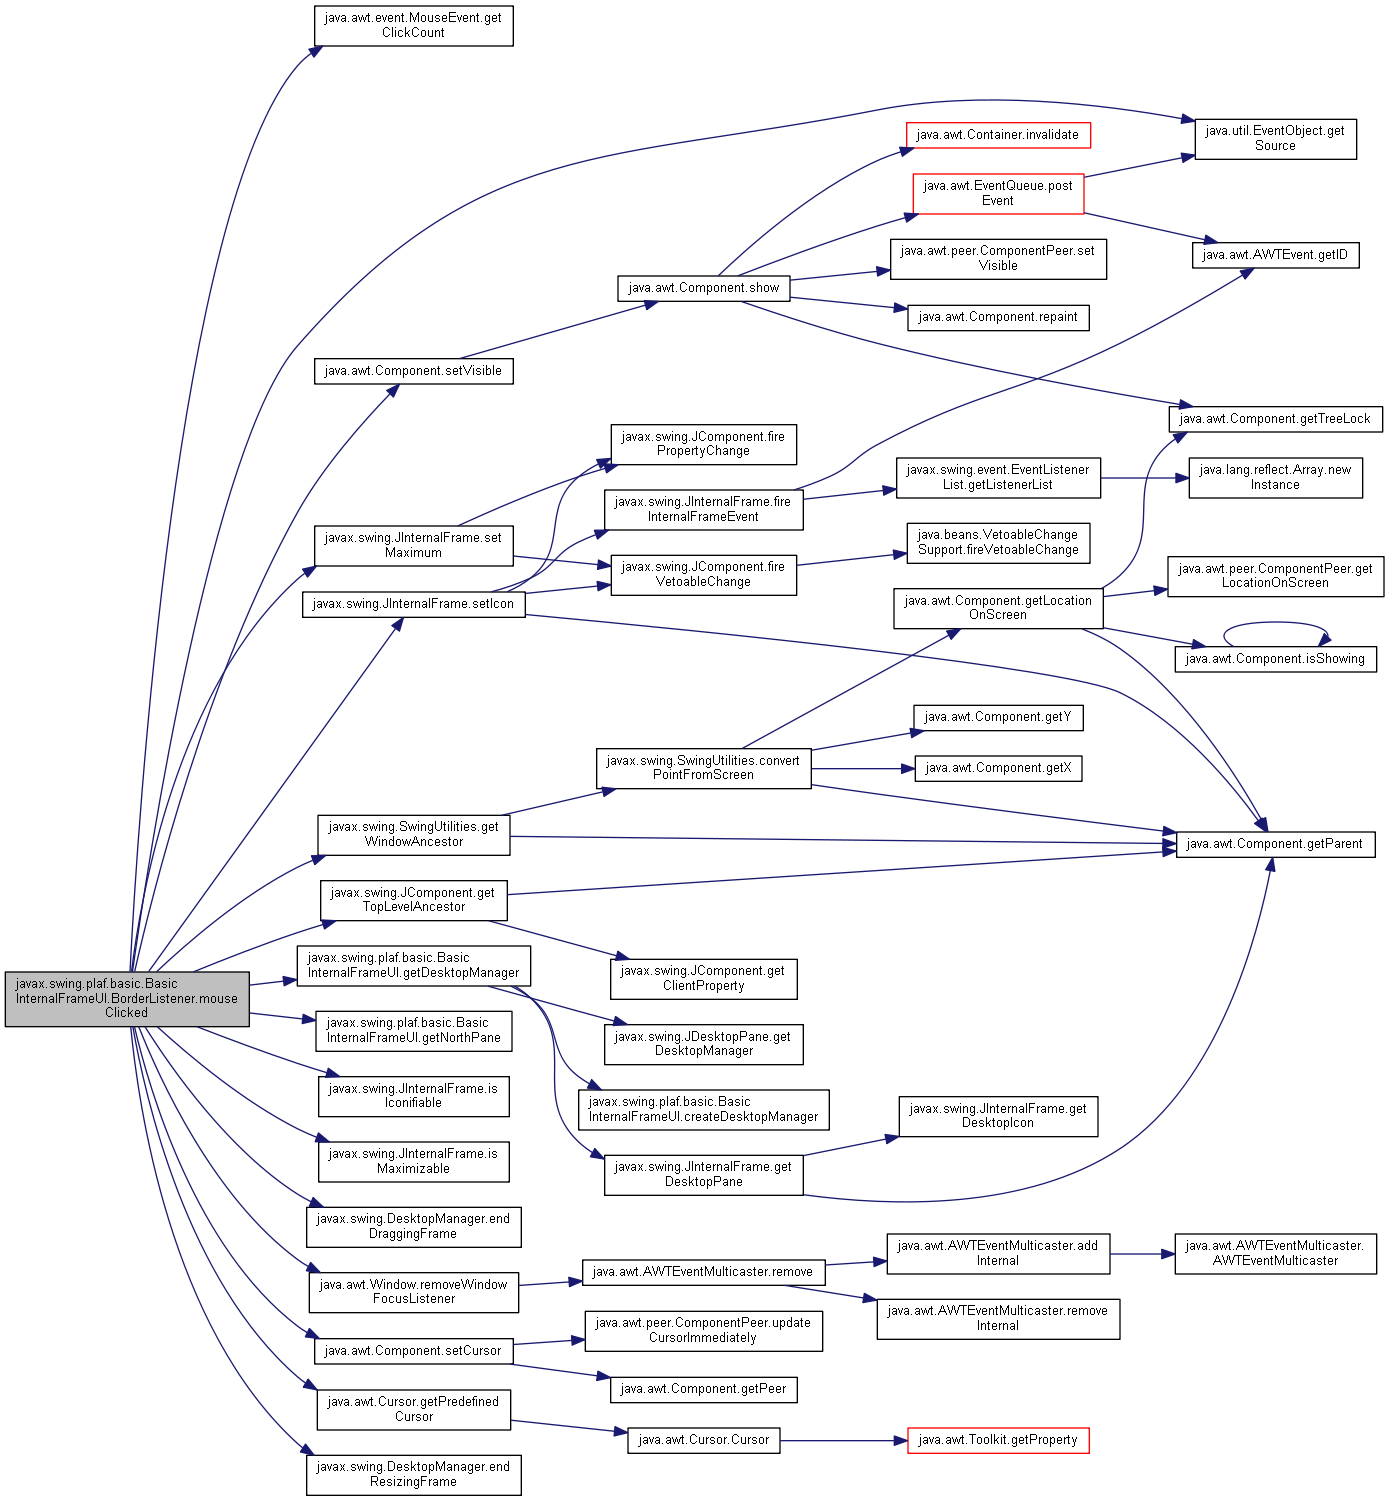 java.awt.event.MouseEvent.get
ClickCount
java.awt.Container.invalidate
java.util.EventObject.get
Source
java.awt.EventQueue.post
Event
java.awt.peer.ComponentPeer.set
Visible
java.awt.AWTEvent.getID
java.awt.Component.show
java.awt.Component.repaint
java.awt.Component.setVisible
java.awt.Component.getTreeLock
javax.swing.JComponent.fire
PropertyChange
javax.swing.event.EventListener
List.getListenerList
java.lang.reflect.Array.new
Instance
javax.swing.JInternalFrame.fire
InternalFrameEvent
javax.swing.JInternalFrame.set
Maximum
java.beans.VetoableChange
Support.fireVetoableChange
javax.swing.JComponent.fire
VetoableChange
java.awt.peer.ComponentPeer.get
LocationOnScreen
javax.swing.JInternalFrame.setIcon
java.awt.Component.getLocation
OnScreen
java.awt.Component.isShowing
java.awt.Component.getY
javax.swing.SwingUtilities.convert
PointFromScreen
java.awt.Component.getX
javax.swing.SwingUtilities.get
WindowAncestor
java.awt.Component.getParent
javax.swing.JComponent.get
TopLevelAncestor
javax.swing.plaf.basic.Basic
InternalFrameUI.getDesktopManager
javax.swing.JComponent.get
ClientProperty
javax.swing.plaf.basic.Basic
InternalFrameUI.BorderListener.mouse
Clicked
javax.swing.plaf.basic.Basic
InternalFrameUI.getNorthPane
javax.swing.JDesktopPane.get
DesktopManager
javax.swing.JInternalFrame.is
Iconifiable
javax.swing.plaf.basic.Basic
InternalFrameUI.createDesktopManager
javax.swing.JInternalFrame.get
DesktopIcon
javax.swing.JInternalFrame.is
Maximizable
javax.swing.JInternalFrame.get
DesktopPane
javax.swing.DesktopManager.end
DraggingFrame
java.awt.AWTEventMulticaster.add
Internal
java.awt.AWTEventMulticaster.
AWTEventMulticaster
java.awt.Window.removeWindow
FocusListener
java.awt.AWTEventMulticaster.remove
java.awt.AWTEventMulticaster.remove
Internal
java.awt.Component.setCursor
java.awt.peer.ComponentPeer.update
CursorImmediately
java.awt.Component.getPeer
java.awt.Cursor.getPredefined
Cursor
java.awt.Cursor.Cursor
java.awt.Toolkit.getProperty
javax.swing.DesktopManager.end
ResizingFrame